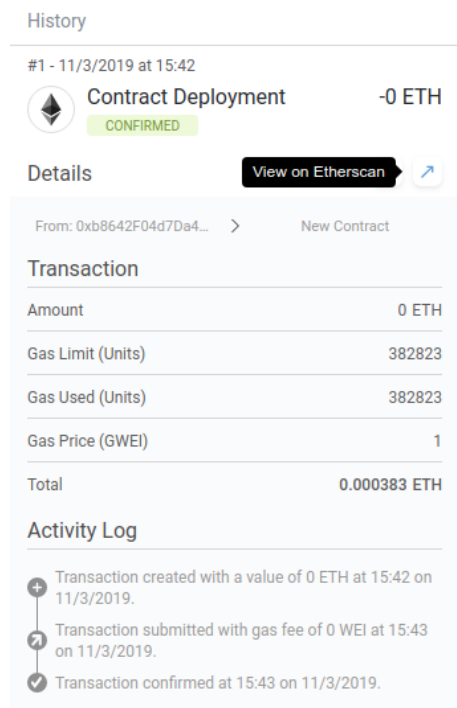 History
#1 - 11/3/2019 at 15:42
Contract Deployment -0 ETH
CONFIRMED
Details View on Etherscan
From: 0xb8642F04d7Da4... New Contract
Transaction
Amount 0 ETH
Gas Limit (Units) 382823
Gas Used (Units) 382823
Gas Price (GWEI) 1
Total 0.000383 ETH
Activity Log
Transaction created with a value of 0 ETH at 15:42 on
11/3/2019.
Transaction submitted with gas fee of 0 WEI at 15:43
on 11/3/2019.
Transaction confirmed at 15:43 on 11/3/2019.